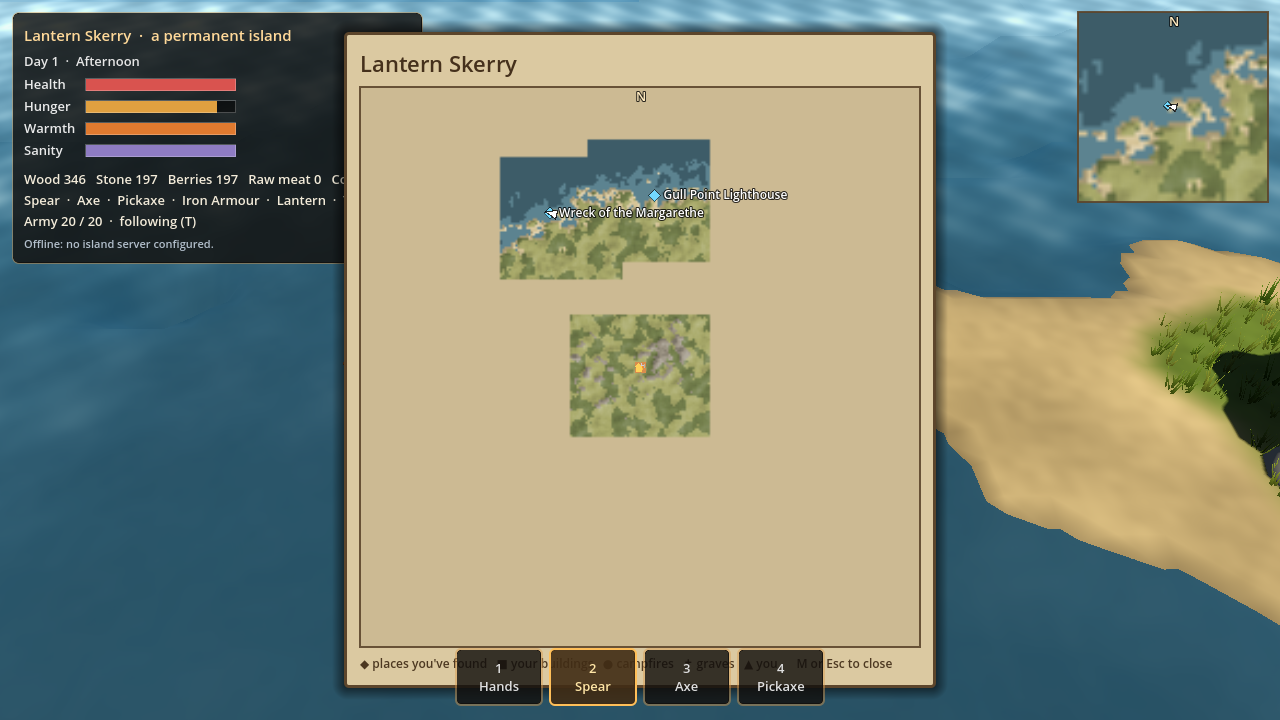 Lantern Skerry · a permanent island
Day 1 · Afternoon
Health
Hunger
Warmth
Sanity
Wood 346 Stone 197 Berries 197 Raw meat 0
Spear · Axe · Pickaxe · Iron Armour · Lantern ·
Army 20 / 20 · following (T)
Offline: no island server configured.
Lantern Skerry
N
Gull Point Lighthouse
Wreck of the Margarethe
◆ places you've found ■ your buildings ● campfires graves ▲ you M or Esc to close
1
Hands
2
Spear
3
Axe
4
Pickaxe
N